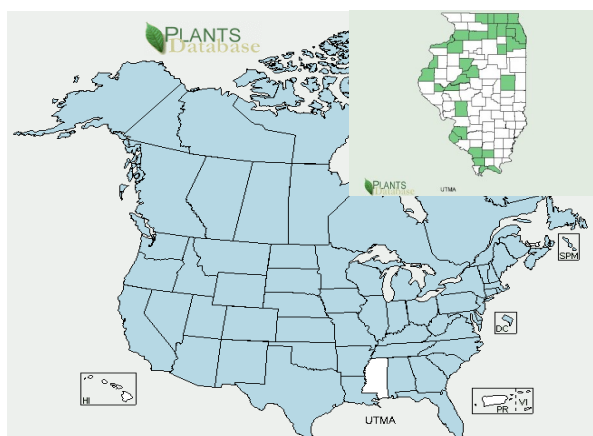 PLANTS
Database
PLANTS
Database
UTMA
SPM
DC
HI
PR
VI
UTMA